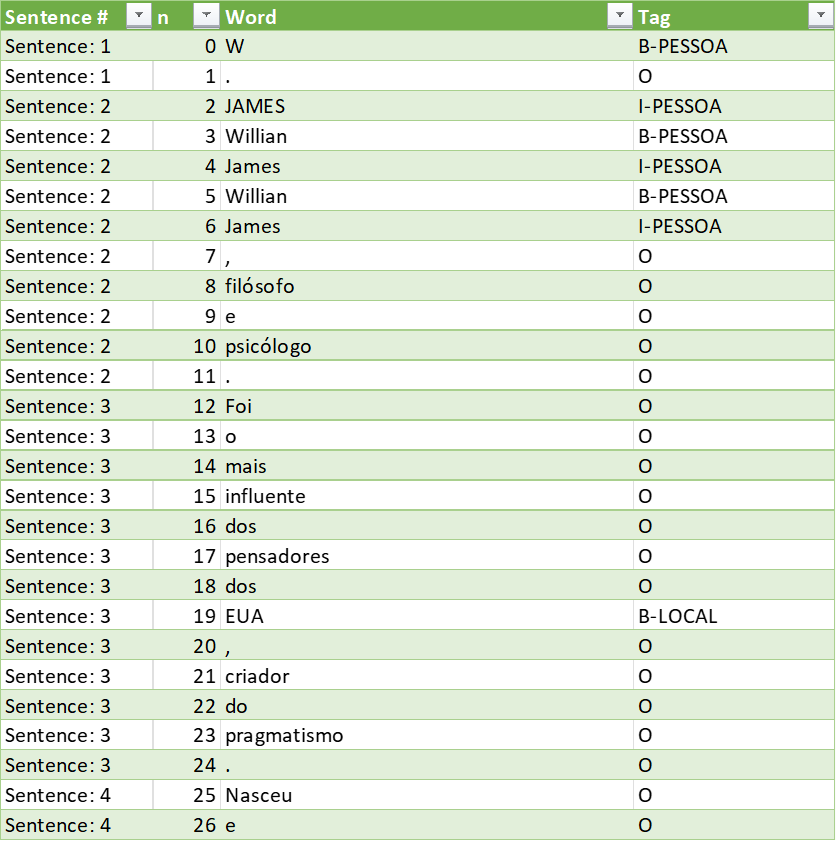 Sentence # n Word Tag
Sentence: 1 0 W B-PESSOA
Sentence: 1 1 . O
Sentence: 2 2 JAMES I-PESSOA
Sentence: 2 3 Willian B-PESSOA
Sentence: 2 4 James I-PESSOA
Sentence: 2 5 Willian B-PESSOA
Sentence: 2 6 James I-PESSOA
Sentence: 2 7 , O
Sentence: 2 8 filósofo O
Sentence: 2 9 e O
Sentence: 2 10 psicólogo O
Sentence: 2 11 . O
Sentence: 3 12 Foi O
Sentence: 3 13 o O
Sentence: 3 14 mais O
Sentence: 3 15 influente O
Sentence: 3 16 dos O
Sentence: 3 17 pensadores O
Sentence: 3 18 dos O
Sentence: 3 19 EUA B-LOCAL
Sentence: 3 20 , O
Sentence: 3 21 criador O
Sentence: 3 22 do O
Sentence: 3 23 pragmatismo O
Sentence: 3 24 . O
Sentence: 4 25 Nasceu O
Sentence: 4 26 e O